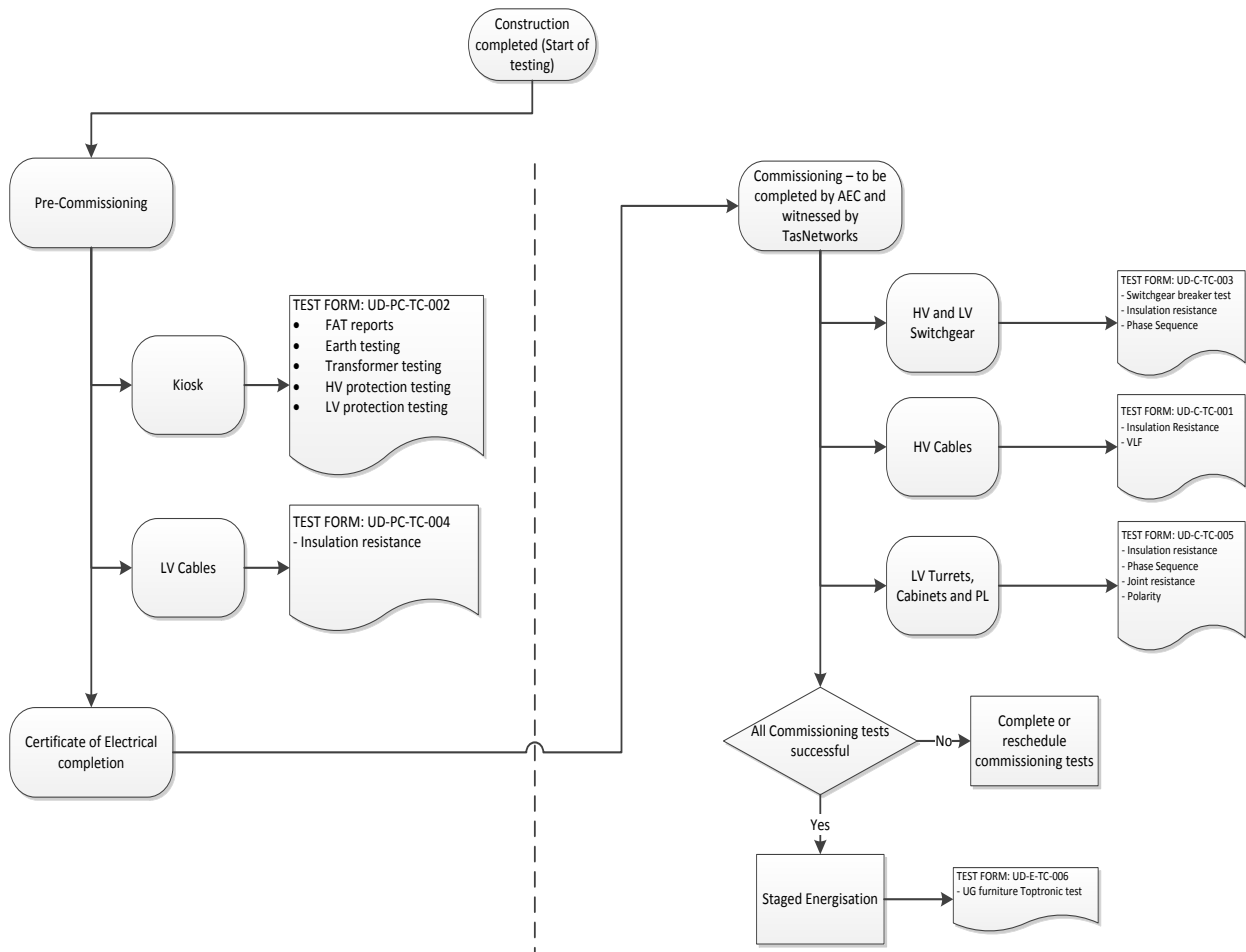 Construction
completed (Start of
testing)
Pre-Commissioning
Kiosk
TEST FORM: UD-PC-TC-002
• FAT reports
• Earth testing
• Transformer testing
• HV protection testing
• LV protection testing
LV Cables
TEST FORM: UD-PC-TC-004
- Insulation resistance
Certificate of Electrical
completion
Commissioning – to be
completed by AEC and
witnessed by
TasNetworks
HV and LV
Switchgear
TEST FORM: UD-C-TC-003
- Switchgear breaker test
- Insulation resistance
- Phase Sequence
HV Cables
TEST FORM: UD-C-TC-001
- Insulation Resistance
- VLF
LV Turrets,
Cabinets and PL
TEST FORM: UD-C-TC-005
- Insulation resistance
- Phase Sequence
- Joint resistance
- Polarity
All Commissioning tests
successful
No
Complete or
reschedule
commissioning tests
Yes
Staged Energisation
TEST FORM: UD-E-TC-006
- UG furniture Toptronic test